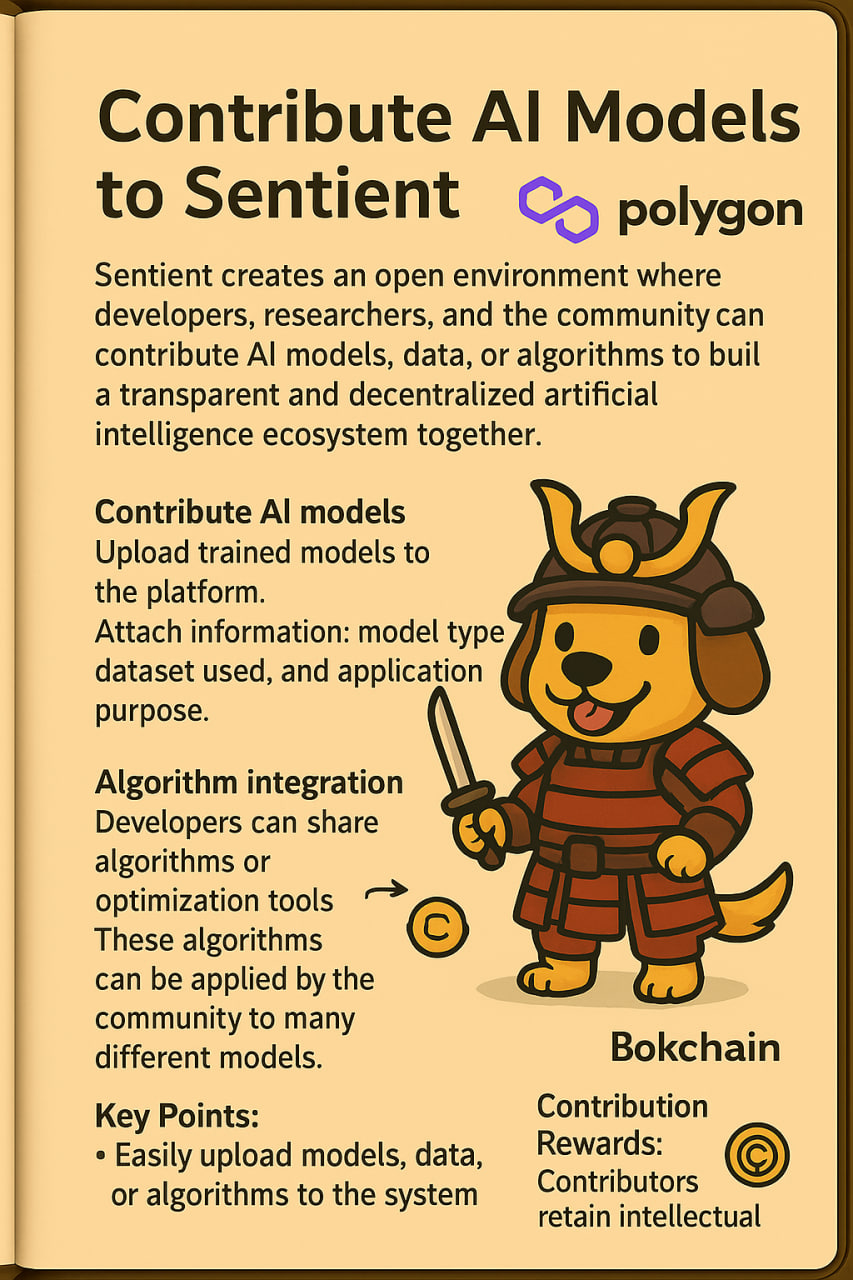 Contribute AI Models
to Sentient
polygon
Sentient creates an open environment where
developers, researchers, and the community can
contribute AI models, data, or algorithms to buil
a transparent and decentralized artificial
intelligence ecosystem together.
Contribute AI models
Upload trained models to
the platform.
Attach information: model type
dataset used, and application
purpose.
Algorithm integration
Developers can share
algorithms or
optimization tools
These algorithms
can be applied by the
community to many
different models.
C
Key Points:
• Easily upload models, data,
or algorithms to the system
Bokchain
Contribution
Rewards:
Contributors
retain intellectual
©